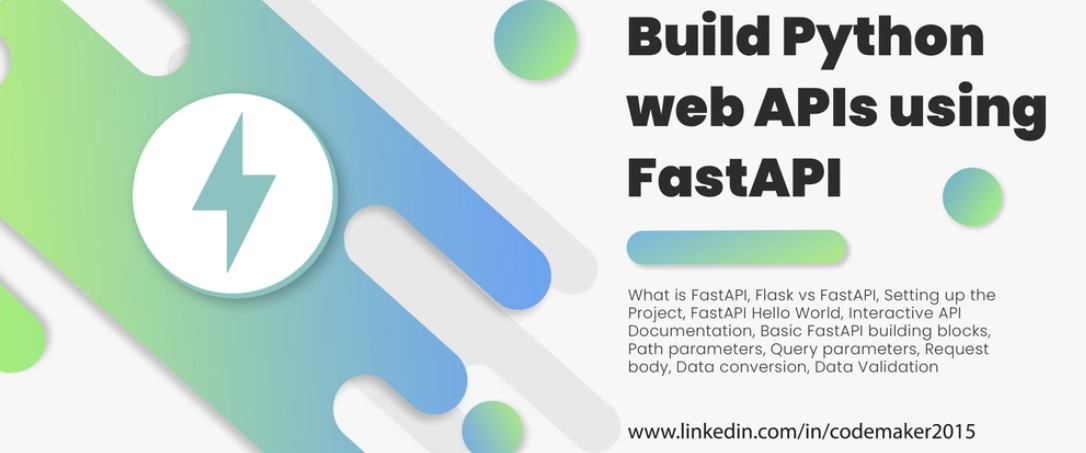 Build Python
web APIs using
FastAPI
What is FastAPI, Flask vs FastAPI, Setting up the
Project, FastAPI Hello World, Interactive API
Documentation, Basic FastAPI building blocks,
Path parameters, Query parameters, Request
body, Data conversion, Data Validation
www.linkedin.com/in/codemaker2015